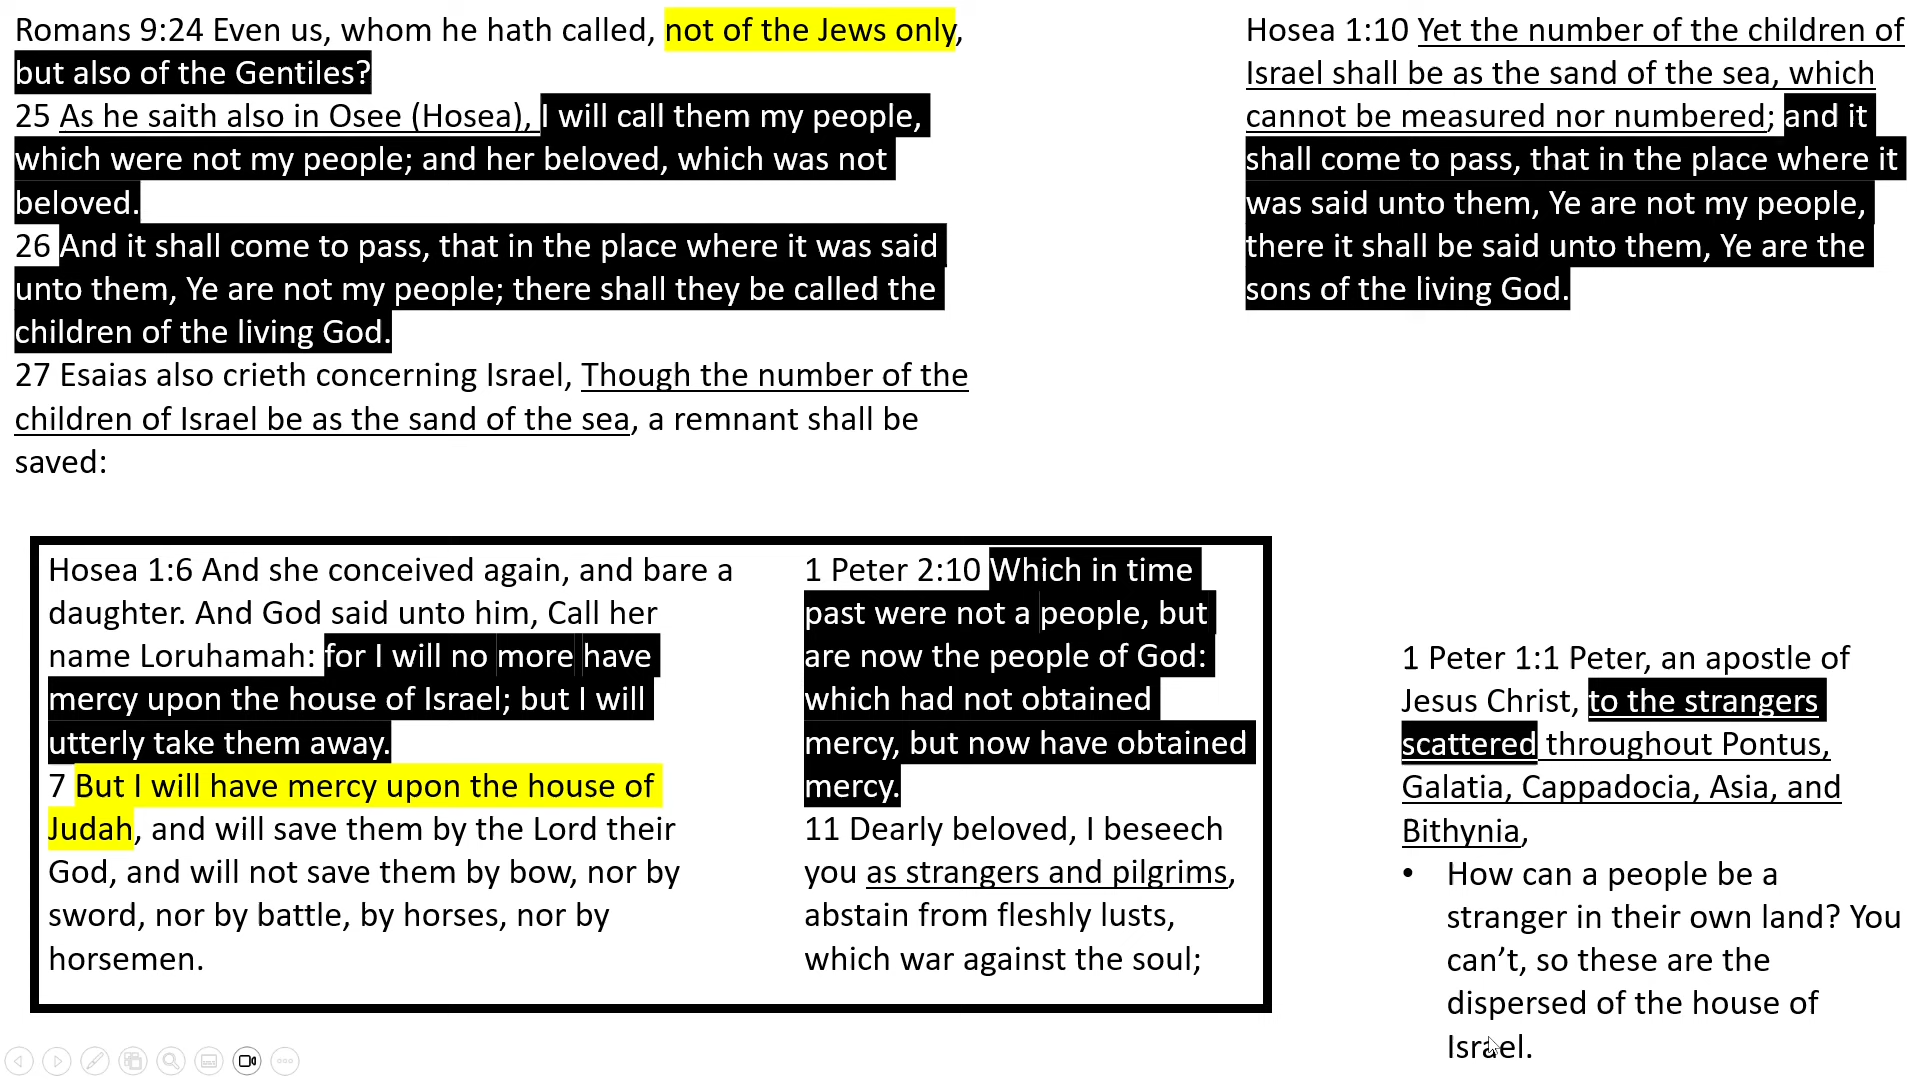 Romans 9:24 Even us, whom he hath called, not of the Jews only,
but also of the Gentiles?
25 As he saith also in Osee (Hosea), I will call them my people,
which were not my people; and her beloved, which was not
beloved.
26 And it shall come to pass, that in the place where it was said
unto them, Ye are not my people; there shall they be called the
children of the living God.
27 Esaias also crieth concerning Israel, Though the number of the
children of Israel be as the sand of the sea, a remnant shall be
saved:
Hosea 1:10 Yet the number of the children of
Israel shall be as the sand of the sea, which
cannot be measured nor numbered; and it
shall come to pass, that in the place where it
was said unto them, Ye are not my people,
there it shall be said unto them, Ye are the
sons of the living God.
Hosea 1:6 And she conceived again, and bare a
daughter. And God said unto him, Call her
name Loruhamah: for I will no more have
mercy upon the house of Israel; but I will
utterly take them away.
7 But I will have mercy upon the house of
Judah, and will save them by the Lord their
God, and will not save them by bow, nor by
sword, nor by battle, by horses, nor by
horsemen.
1 Peter 2:10 Which in time
past were not a people, but
are now the people of God:
which had not obtained
mercy, but now have obtained
mercy.
11 Dearly beloved, I beseech
you as strangers and pilgrims,
abstain from fleshly lusts,
which war against the soul;
1 Peter 1:1 Peter, an apostle of
Jesus Christ, to the strangers
scattered throughout Pontus,
Galatia, Cappadocia, Asia, and
Bithynia,
• How can a people be a
stranger in their own land? You
can’t, so these are the
dispersed of the house of
Israel.